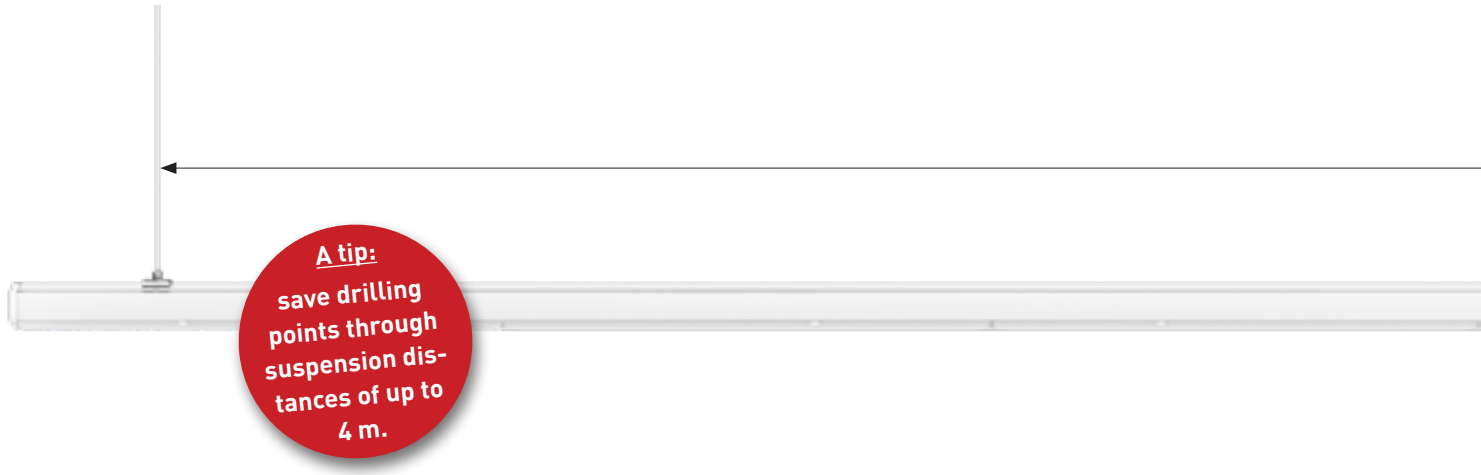 A tip:
save drilling
points through
suspension dis-
tances of up to
4 m.